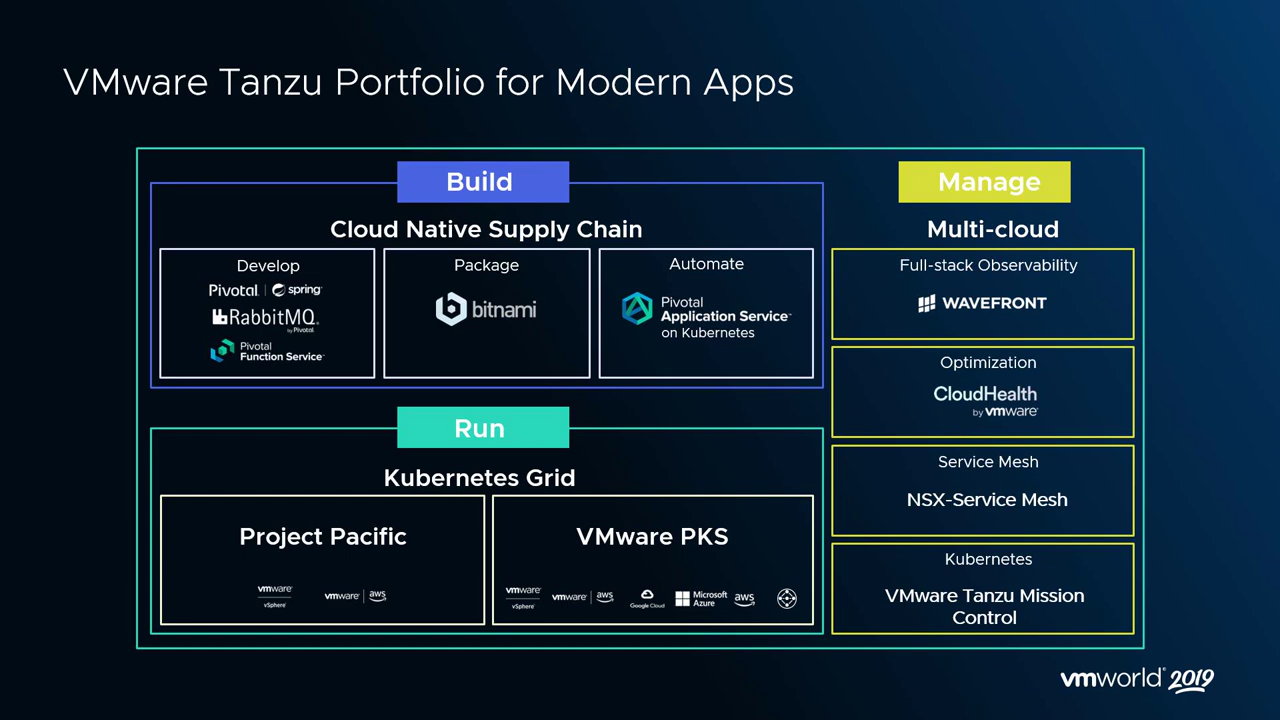 VMware Tanzu Portfolio for Modern Apps
Build
Cloud Native Supply Chain
Develop
Pivotal | spring
RabbitMQ
by Pivotal
Pivotal
Function Service™
Package
bitnami
Automate
Pivotal
Application Service™
on Kubernetes
Run
Kubernetes Grid
Project Pacific
vmware®
vSphere®
vmware® | aws
VMware PKS
vmware®
vSphere®
vmware® | aws
Google Cloud
Microsoft
Azure
aws
Manage
Multi-cloud
Full-stack Observability
WAVEFRONT
Optimization
CloudHealth
by vmware®
Service Mesh
NSX-Service Mesh
Kubernetes
VMware Tanzu Mission
Control
vmworld® 2019